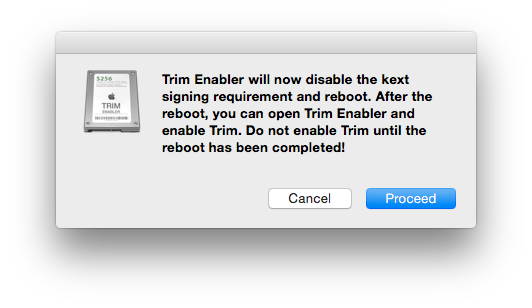 S256
TRIM
ENABLER
Trim Enabler will now disable the kext
signing requirement and reboot. After the
reboot, you can open Trim Enabler and
enable Trim. Do not enable Trim until the
reboot has been completed!
Cancel
Proceed